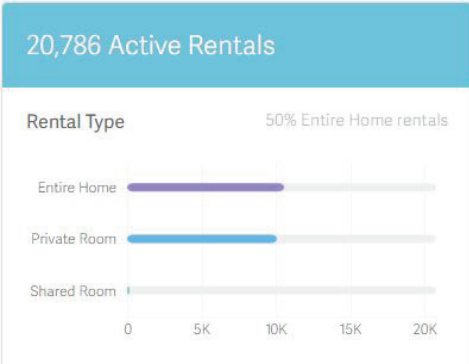 20,786 Active Rentals
Rental Type
50% Entire Home rentals
Entire Home
Private Room
Shared Room
0 5K 10K 15K 20K